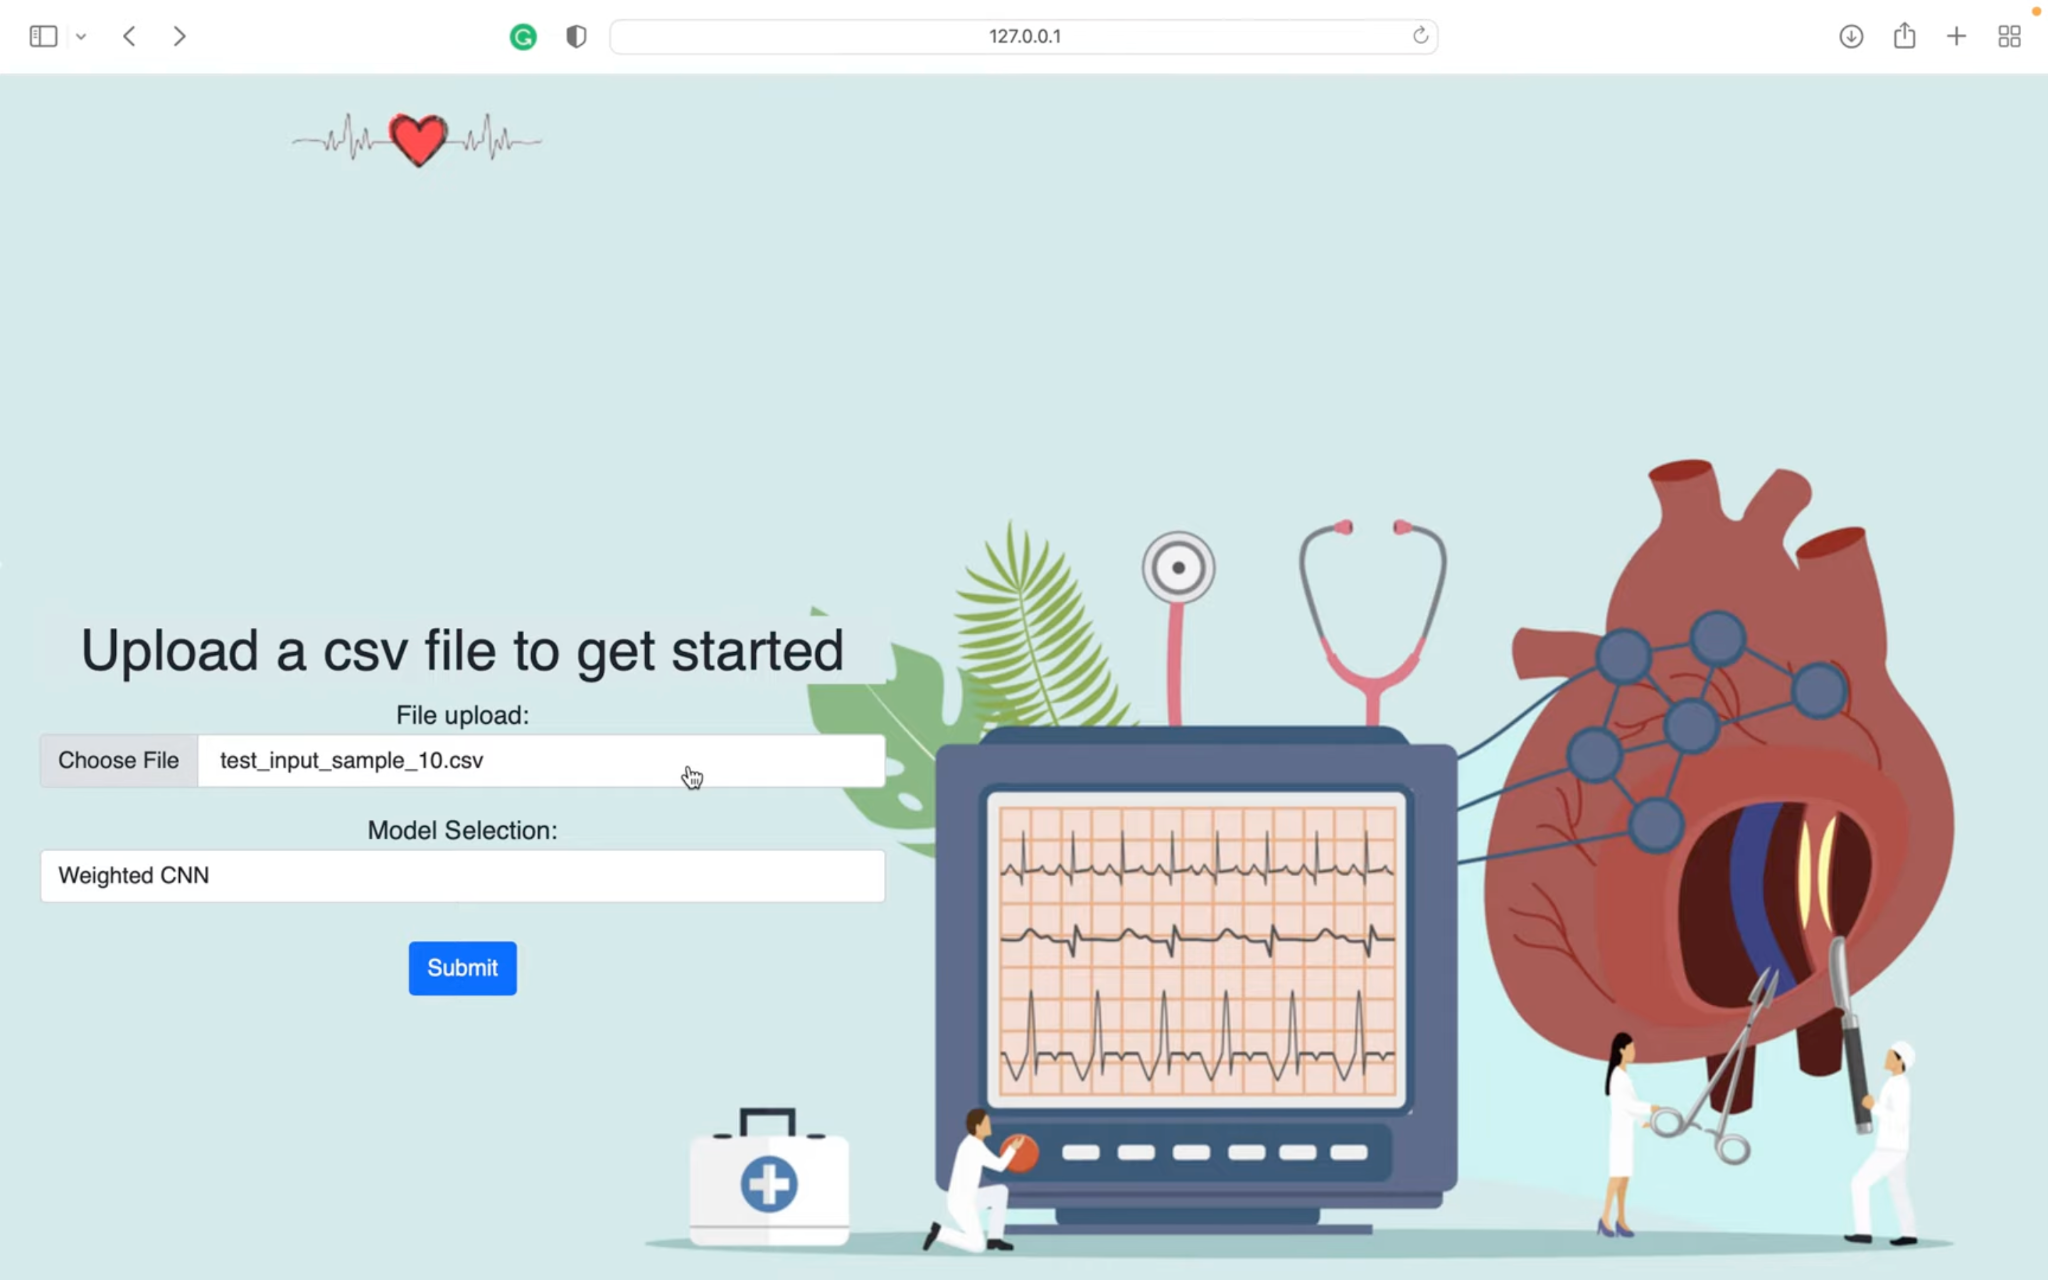 127.0.0.1
Upload a csv file to get started
File upload:
Choose File test_input_sample_10.csv
Model Selection:
Weighted CNN
Submit